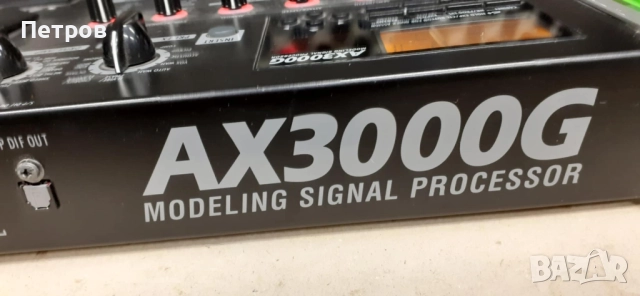 Петров
AX3000G
P DIF OUT
AX3000G
MODELING SIGNAL PROCESSOR
BAZAR